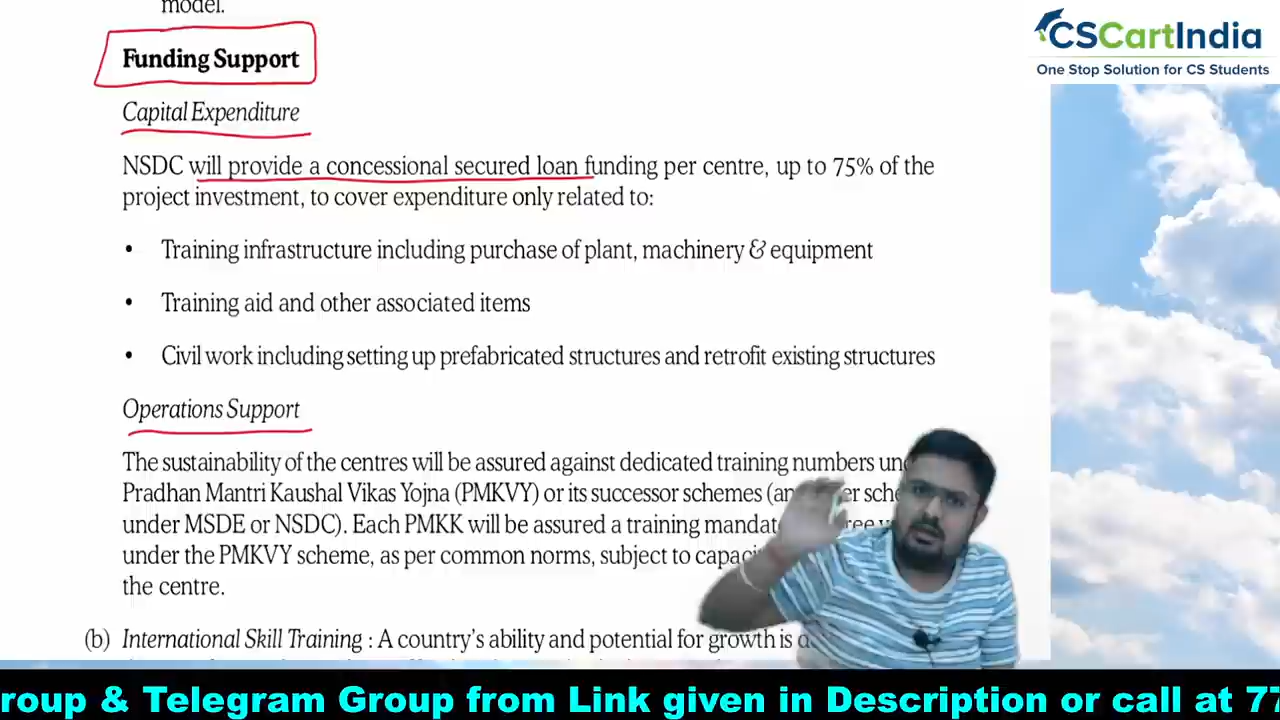 model.
Funding Support
Capital Expenditure
NSDC will provide a concessional secured loan funding per centre, up to 75% of the
project investment, to cover expenditure only related to:
• Training infrastructure including purchase of plant, machinery & equipment
• Training aid and other associated items
• Civil work including setting up prefabricated structures and retrofit existing structures
Operations Support
The sustainability of the centres will be assured against dedicated training numbers
Pradhan Mantri Kaushal Vikas Yojna (PMKVY) or its successor schemes
under MSDE or NSDC). Each PMKK will be assured a training
under the PMKVY scheme, as per common norms, subject to
the centre.
(b) International Skill Training : A country's ability and potential for growth is
CSCartIndia
One Stop Solution for CS Students
roup & Telegram Group from Link given in Description or call at 77